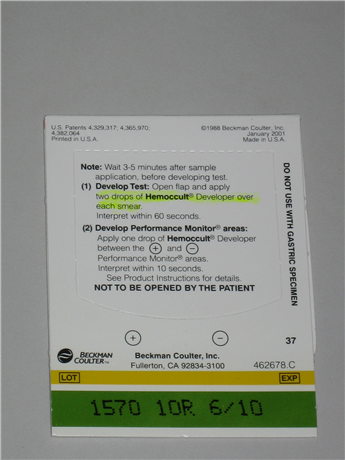 U.S. Patents 4,329,317; 4,365,970;
4,382,064
Printed in U.S.A.
©1988 Beckman Coulter, Inc.
January 2001
Made in U.S.A.
Note: Wait 3-5 minutes after sample
application, before developing test.
(1) Develop Test: Open flap and apply
two drops of Hemoccult® Developer over
each smear.
Interpret within 60 seconds.
(2) Develop Performance Monitor® areas:
Apply one drop of Hemoccult® Developer
between the + and −
Performance Monitor® areas.
Interpret within 10 seconds.
See Product Instructions for details.
NOT TO BE OPENED BY THE PATIENT
DO NOT USE WITH GASTRIC SPECIMEN
+ −
37
BECKMAN
COULTER™
Beckman Coulter, Inc.
Fullerton, CA 92834-3100
462678.C
LOT EXP
1570 10R 6/10